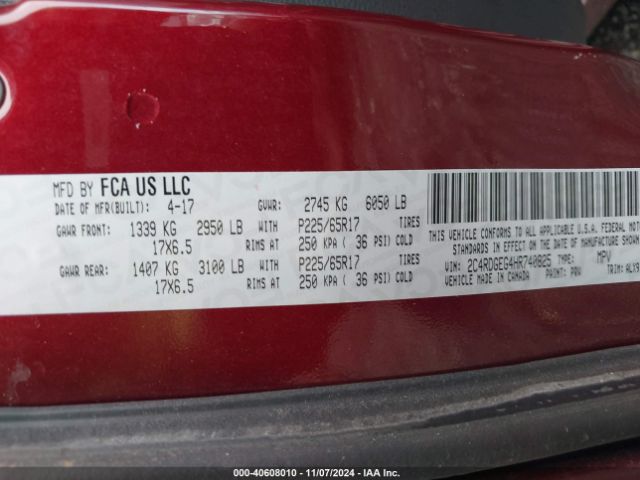 MFD BY FCA US LLC
DATE OF MFR(BUILT): 4-17 GVWR: 2745 KG 6050 LB
GAWR FRONT: 1339 KG 2950 LB WITH P225/65R17 TIRES
17X6.5 RIMS AT 250 KPA ( 36 PSI) COLD
GAWR REAR: 1407 KG 3100 LB WITH P225/65R17 TIRES
17X6.5 RIMS AT 250 KPA ( 36 PSI) COLD
THIS VEHICLE CONFORMS TO ALL APPLICABLE U.S.A. FEDERAL MOTOR
STANDARDS IN EFFECT ON THE DATE OF MANUFACTURE SHOWN
VIN: 2C4RDGEG4HR740825 TYPE: MPV
VEHICLE MADE IN CANADA PAINT: PRV TRIM: ALX9
000-40608010 - 11/07/2024 - IAA Inc.